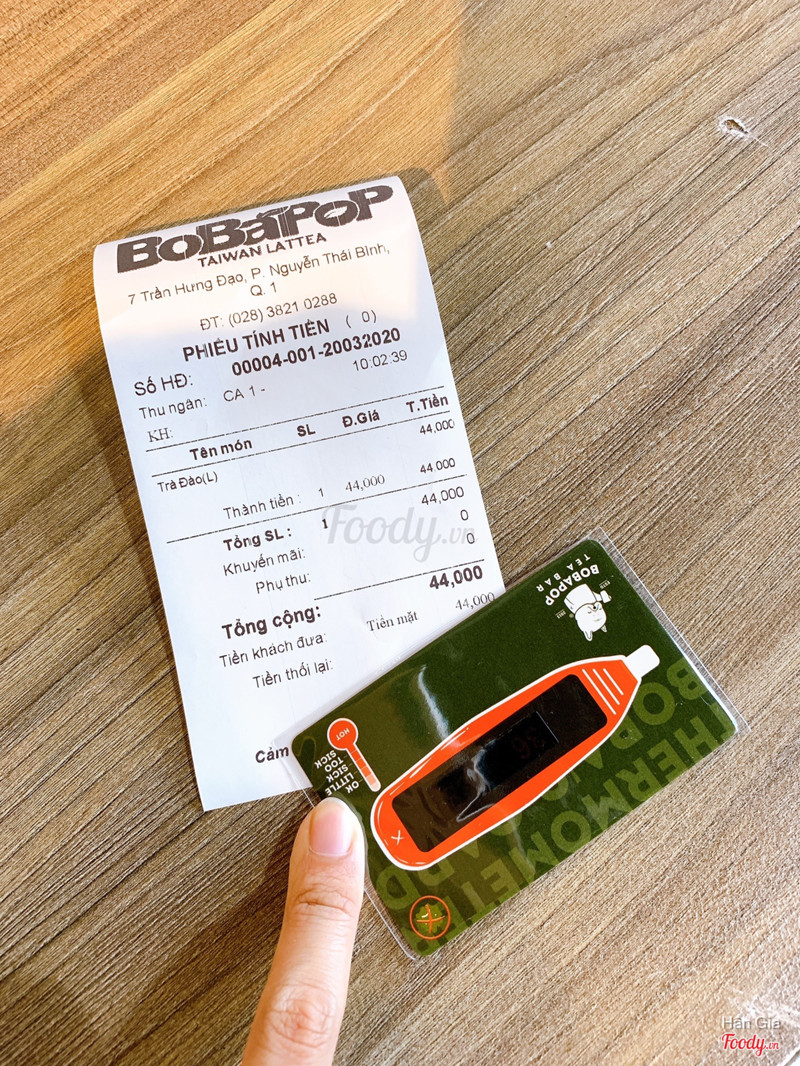 BoBaPoP
TAIWAN LATTEA
7 Trần Hưng Đạo, P. Nguyễn Thái Bình,
Q. 1
ĐT: (028) 3821 0288
PHIẾU TÍNH TIỀN ( 0)
Số HĐ: 00004-001-20032020
Thu ngân: CA 1 - 10:02:39
KH:
Tên món SL Đ.Giá T.Tiền
44,000
Trà Đào(L)
1 44,000 44,000
Thành tiền : 44,000
Tổng SL : 1 0
Khuyến mãi: 0
Phụ thu:
Tổng cộng: 44,000
Tiền khách đưa: Tiền mặt 44,000
Tiền thối lại:
Cảm
Foody.vn
BOBAPOP
TEA BAR
HOT
OK
LITTLE
SICK
TOO
SICK
THERMOMETER
BOBA ID CARD
Hân Gia
Foody.vn